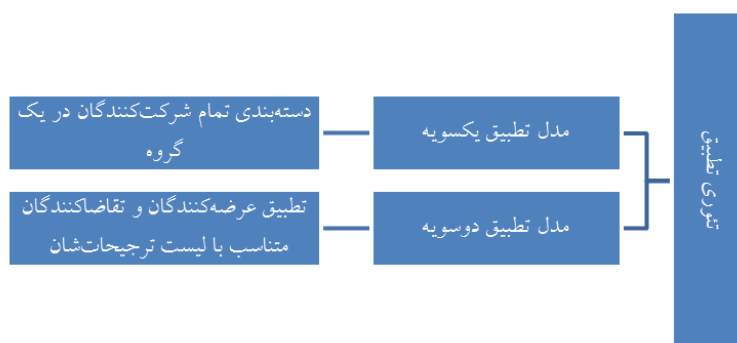 تئوری تطبیق
مدل تطبیق یکسویه
دسته‌بندی تمام شرکت‌کنندگان در یک
گروه
مدل تطبیق دوسویه
تطبیق عرضه‌کنندگان و تقاضاکنندگان
متناسب با لیست ترجیحات‌شان